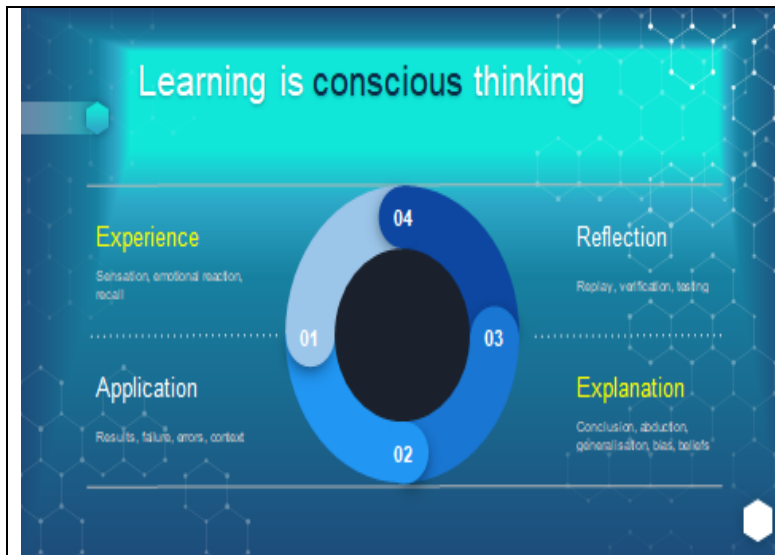 Learning is conscious thinking
Experience
Sensation, emotional reaction,
recall
04
Reflection
Replay, verification, testing
01
03
Application
Results, failure, errors, context
Explanation
Conclusion, abduction,
generalisation, bias, beliefs
02